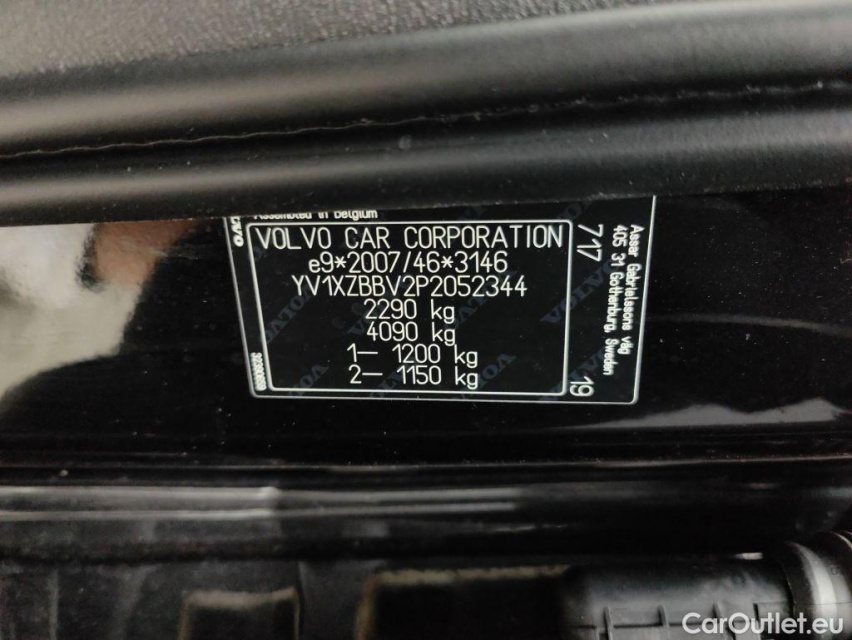 Assembled in Belgium
VOLVO CAR CORPORATION
e9*2007/46*3146
YV1XZBBV2P2052344
2290 kg
4090 kg
1– 1200 kg
2– 1150 kg
717
19
Assar Gabrielssons väg
405 31 Gothenburg, Sweden
VOLVO
CarOutlet.eu